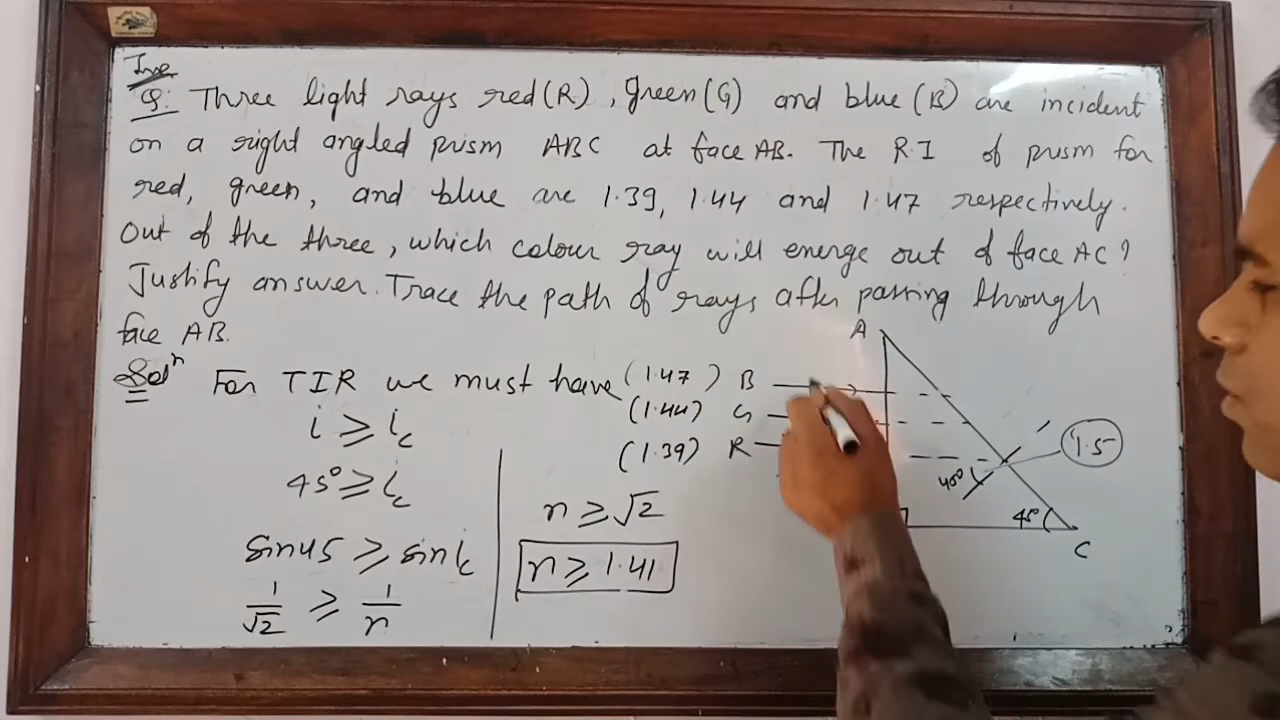 Imp
Q: Three light rays red (R), green (G) and blue (B) are incident
on a right angled prism ABC at face AB. The R.I of prism for
red, green, and blue are 1.39, 1.44 and 1.47 respectively.
Out of the three, which colour ray will emerge out of face AC?
Justify answer. Trace the path of rays after passing through
face AB.
Solⁿ For TIR we must have
i ≥ i_c
45° ≥ i_c
sin45 ≥ sin i_c
1/√2 ≥ 1/n
n ≥ √2
n ≥ 1.41
A
(1.47) B
(1.44) G
(1.39) R
1.5
45°
C